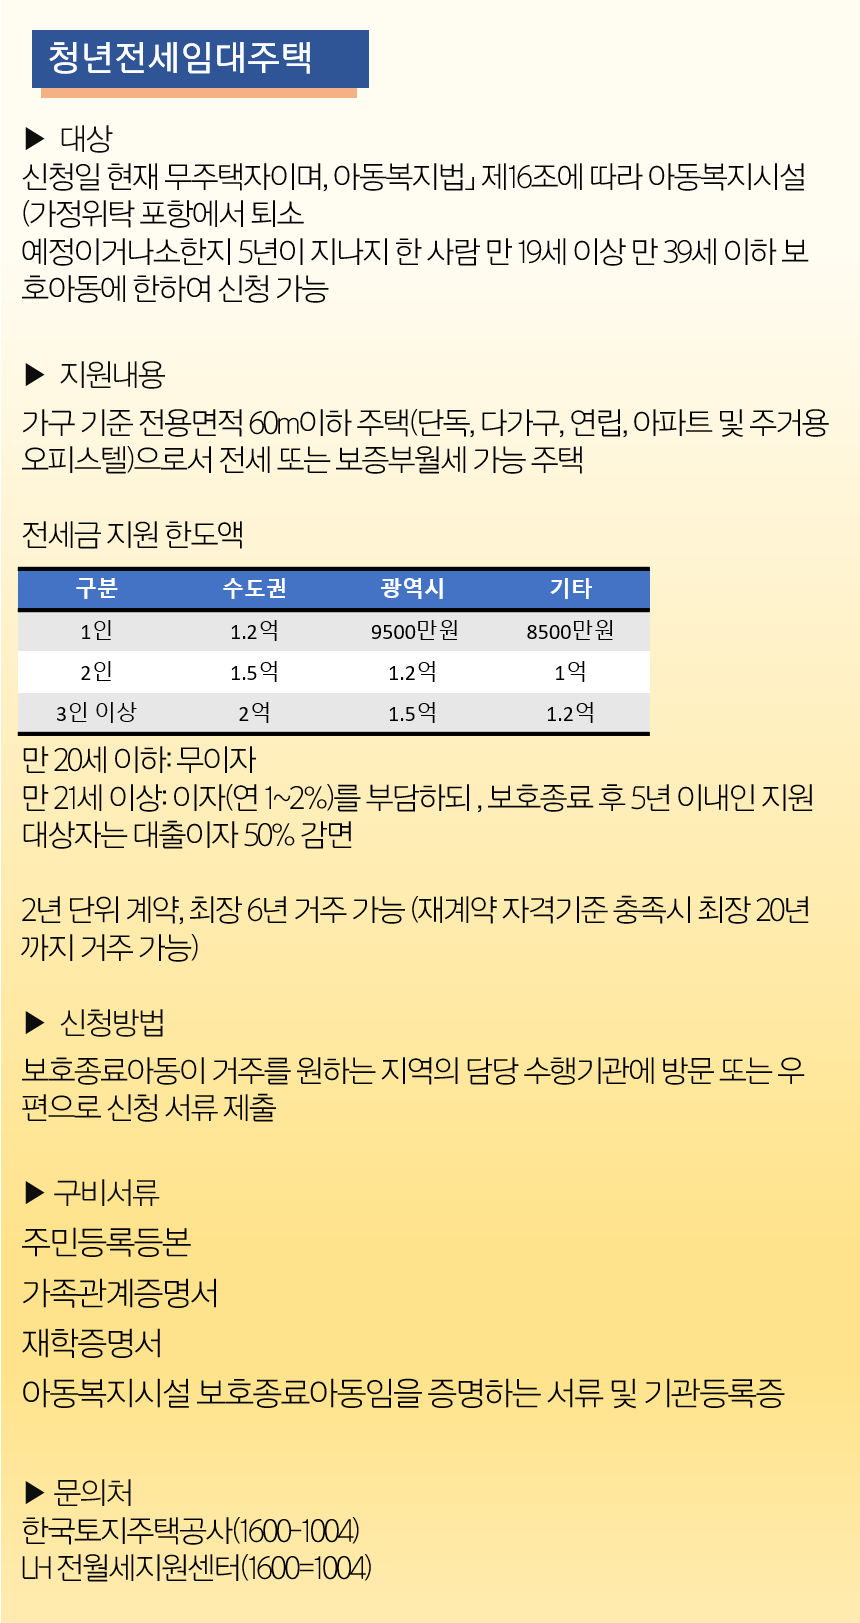 청년전세임대주택
▶ 대상
신청일 현재 무주택자이며, 아동복지법」 제16조에 따라 아동복지시설
(가정위탁 포항에서 퇴소
예정이거나소한지 5년이 지나지 한 사람 만 19세 이상 만 39세 이하 보
호아동에 한하여 신청 가능
▶ 지원내용
가구 기준 전용면적 60m이하 주택(단독, 다가구, 연립, 아파트 및 주거용
오피스텔)으로서 전세 또는 보증부월세 가능 주택
전세금 지원 한도액
구분 수도권 광역시 기타
1인 1.2억 9500만원 8500만원
2인 1.5억 1.2억 1억
3인 이상 2억 1.5억 1.2억
만 20세 이하: 무이자
만 21세 이상: 이자(연 1~2%)를 부담하되 , 보호종료 후 5년 이내인 지원
대상자는 대출이자 50% 감면
2년 단위 계약, 최장 6년 거주 가능 (재계약 자격기준 충족시 최장 20년
까지 거주 가능)
▶ 신청방법
보호종료아동이 거주를 원하는 지역의 담당 수행기관에 방문 또는 우
편으로 신청 서류 제출
▶ 구비서류
주민등록등본
가족관계증명서
재학증명서
아동복지시설 보호종료아동임을 증명하는 서류 및 기관등록증
▶ 문의처
한국토지주택공사(1600-1004)
LH 전월세지원센터(1600=1004)